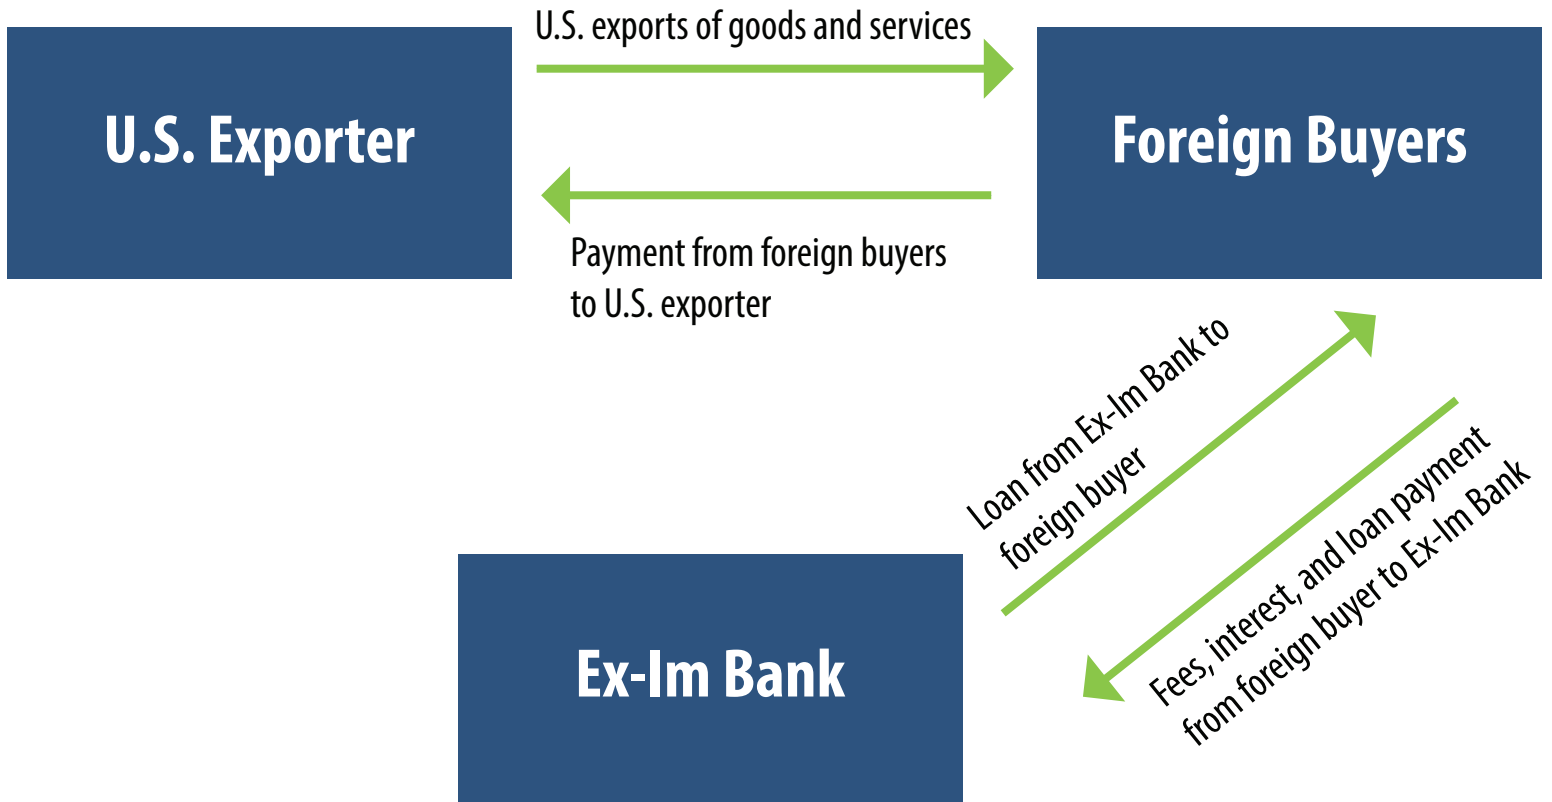 U.S. exports of goods and services
U.S. Exporter
Foreign Buyers
Payment from foreign buyers
to U.S. exporter
Loan from Ex-Im Bank to
foreign buyer
Fees, interest, and loan payment
from foreign buyer to Ex-Im Bank
Ex-Im Bank